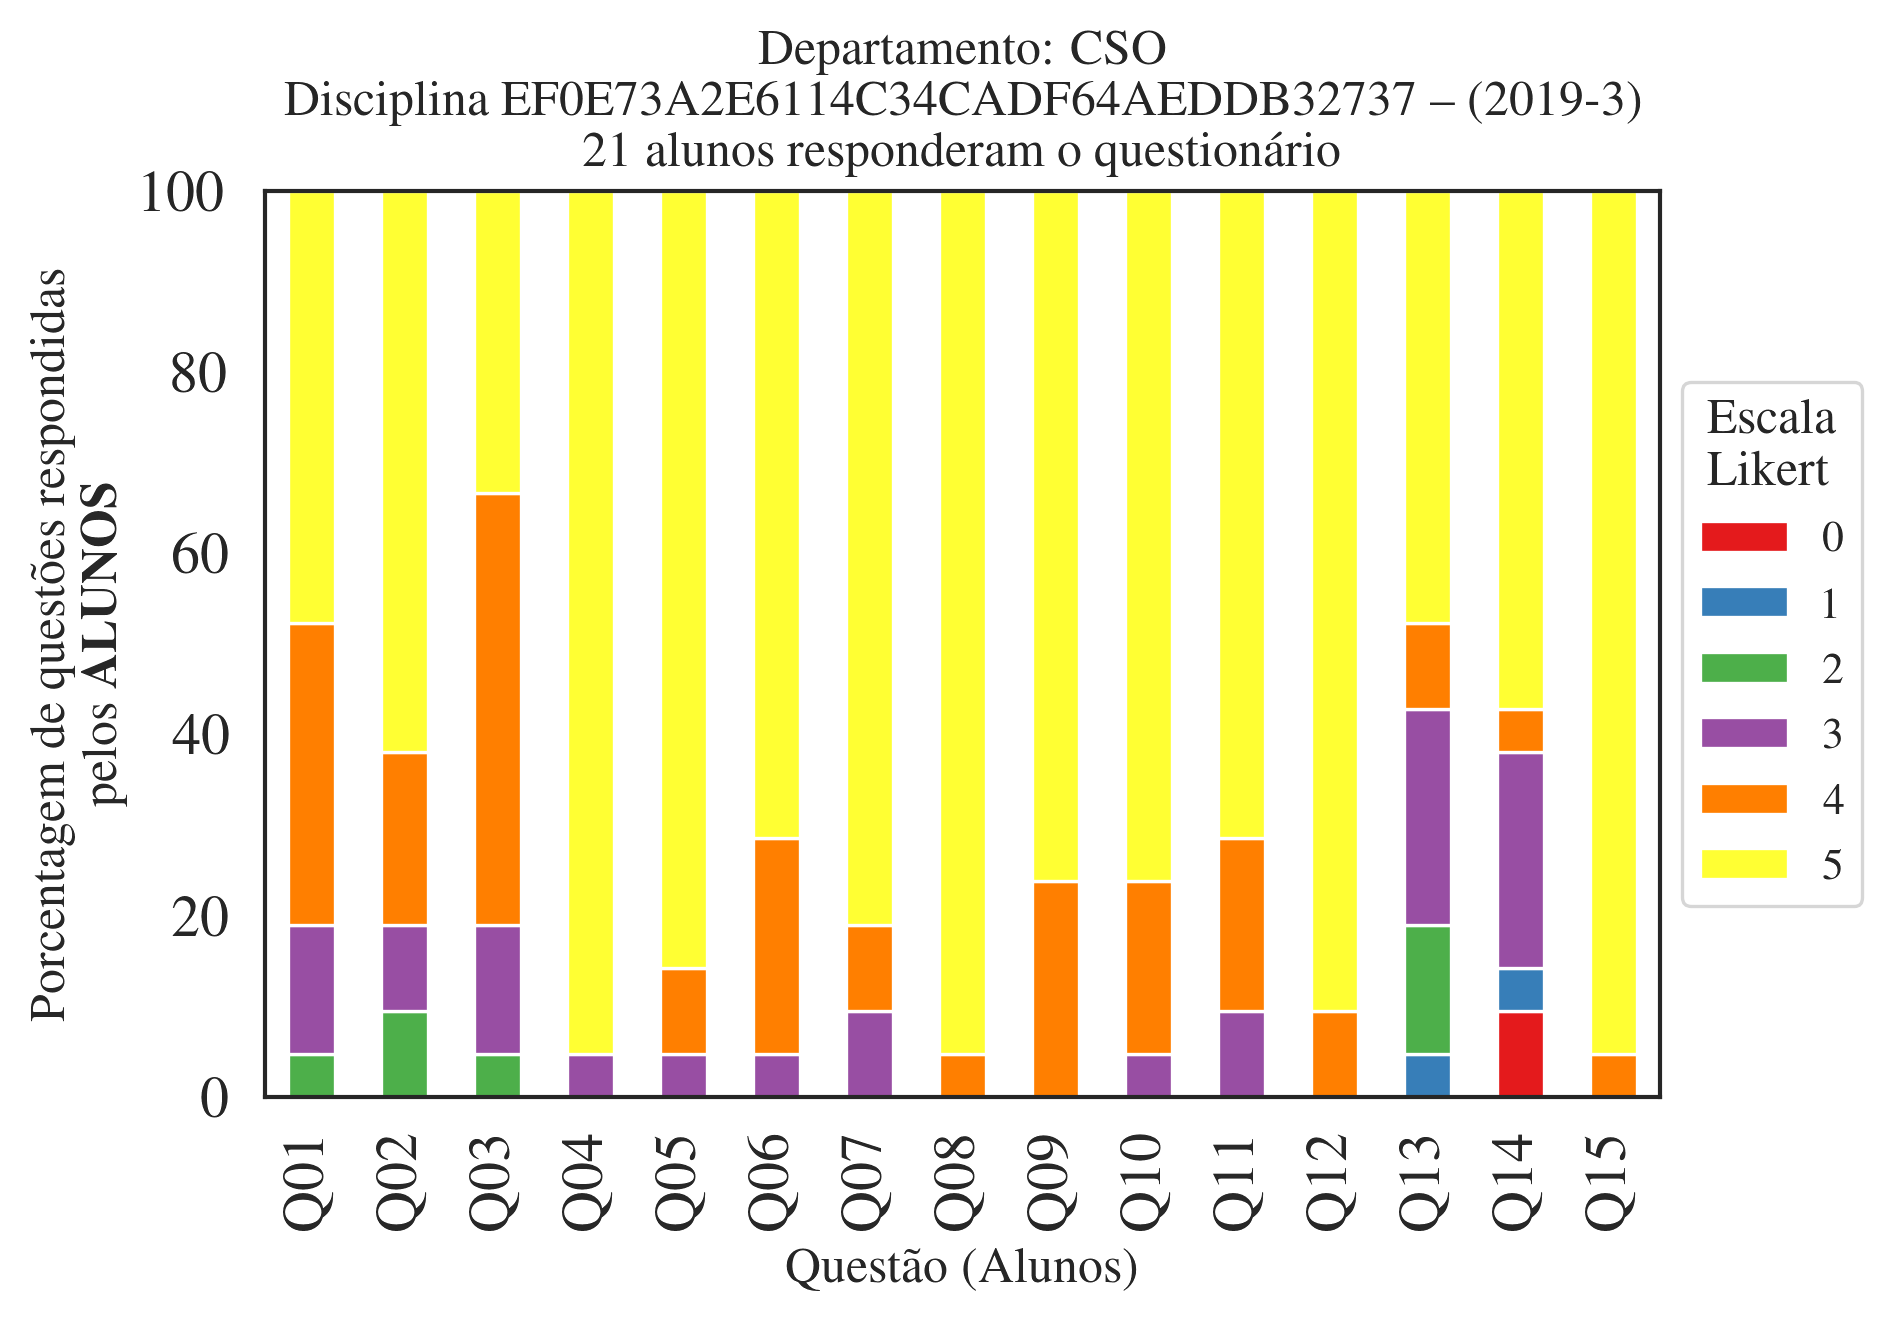 Departamento: CSO
Disciplina EF0E73A2E6114C34CADF64AEDDB32737 – (2019-3)
21 alunos responderam o questionário
100
80
60
40
20
0
Porcentagem de questões respondidas
pelos ALUNOS
Q01
Q02
Q03
Q04
Q05
Q06
Q07
Q08
Q09
Q10
Q11
Q12
Q13
Q14
Q15
Questão (Alunos)
Escala
Likert
0
1
2
3
4
5